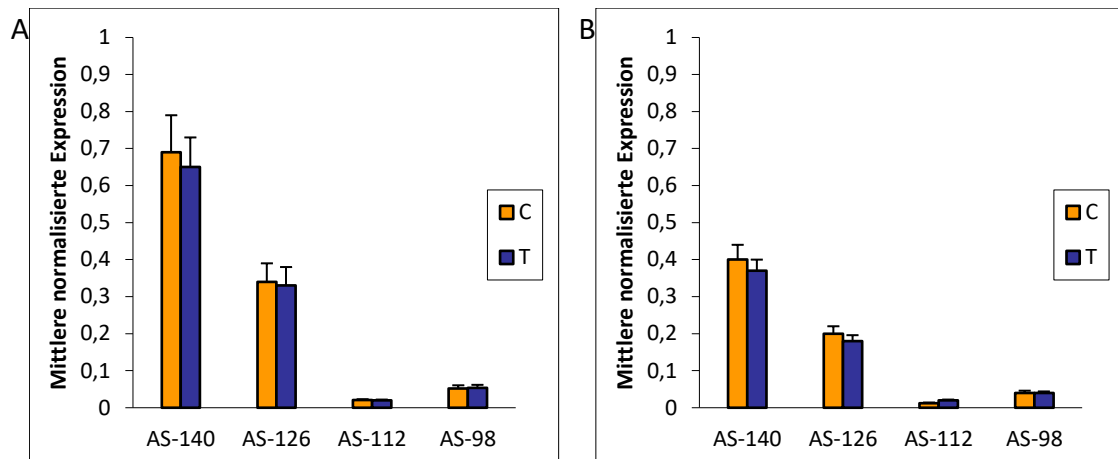 A
Mittlere normalisierte Expression
1
0,9
0,8
0,7
0,6
0,5
0,4
0,3
0,2
0,1
0
AS-140 AS-126 AS-112 AS-98
C
T
B
Mittlere normalisierte Expression
1
0,9
0,8
0,7
0,6
0,5
0,4
0,3
0,2
0,1
0
AS-140 AS-126 AS-112 AS-98
C
T